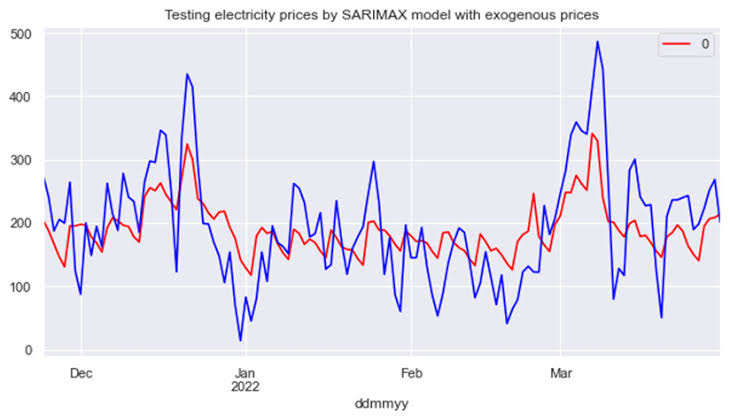 Testing electricity prices by SARIMAX model with exogenous prices
0
500
400
300
200
100
0
Dec
Jan
2022
Feb
Mar
ddmmyy